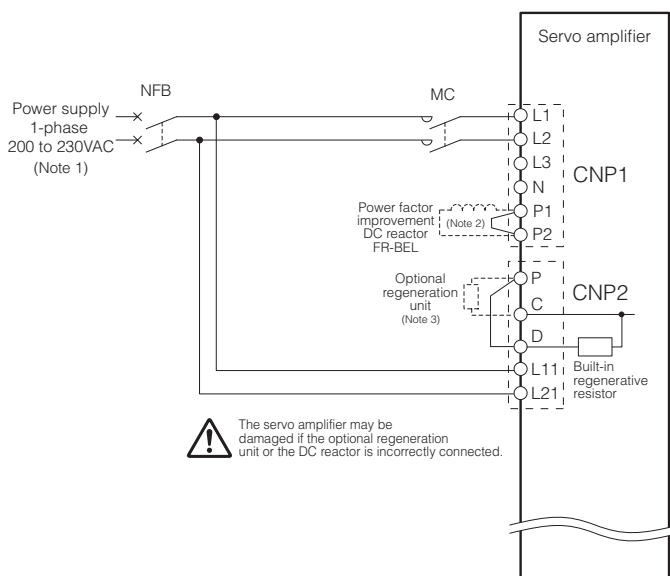 Servo amplifier
NFB
MC
Power supply
1-phase
200 to 230VAC
(Note 1)
L1
L2
L3
N
CNP1
P1
P2
Power factor
improvement
DC reactor
FR-BEL
(Note 2)
Optional
regeneration
unit
(Note 3)
P
C
D
CNP2
L11
L21
Built-in
regenerative
resistor
The servo amplifier may be
damaged if the optional regeneration
unit or the DC reactor is incorrectly connected.